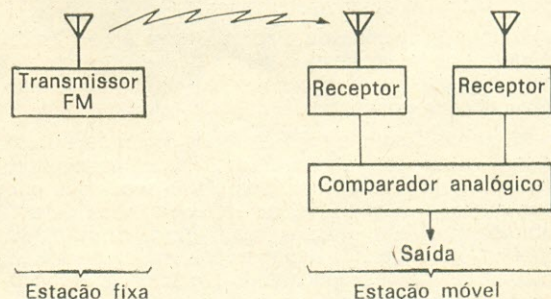 Transmissor
FM
Receptor
Receptor
Comparador analógico
Saída
Estação fixa
Estação móvel